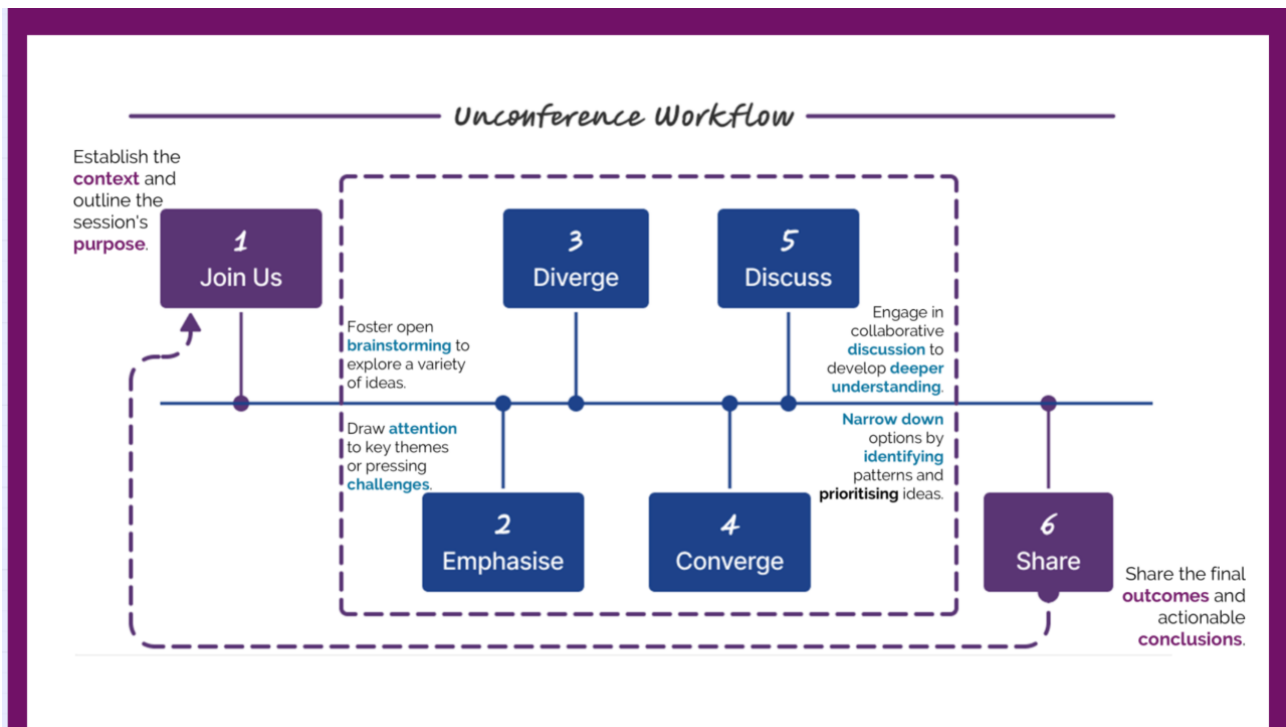 Unconference Workflow
Establish the
context and
outline the
session's
purpose.
1
Join Us
3
Diverge
5
Discuss
Foster open
brainstorming to
explore a variety
of ideas.
Engage in
collaborative
discussion to
develop deeper
understanding.
Draw attention
to key themes
or pressing
challenges.
Narrow down
options by
identifying
patterns and
prioritising ideas.
2
Emphasise
4
Converge
6
Share
Share the final
outcomes and
actionable
conclusions.